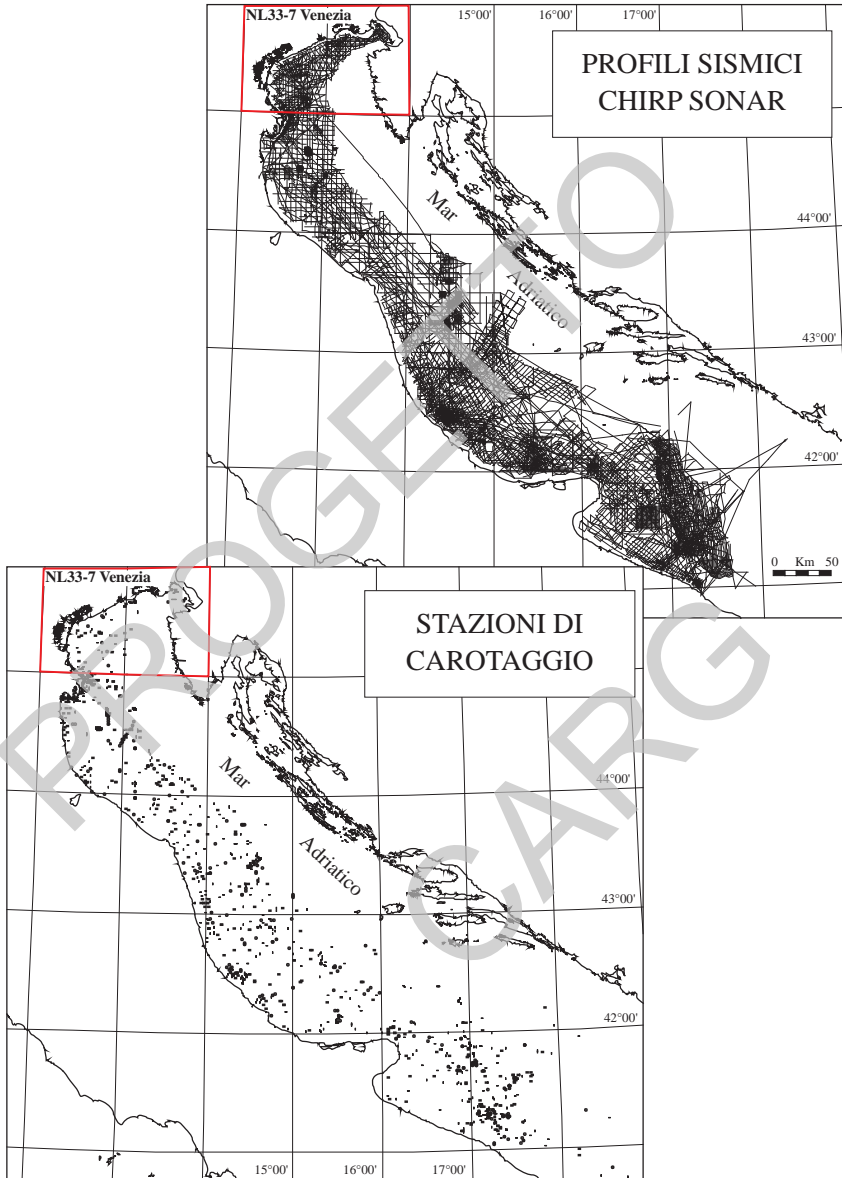 NL33-7 Venezia
15°00' 16°00' 17°00'
PROFILI SISMICI
CHIRP SONAR
Mar
Adriatico
44°00'
43°00'
42°00'
0 Km 50
NL33-7 Venezia
STAZIONI DI
CAROTAGGIO
Mar
Adriatico
44°00'
43°00'
42°00'
15°00' 16°00' 17°00'
PROGETTO
CARG